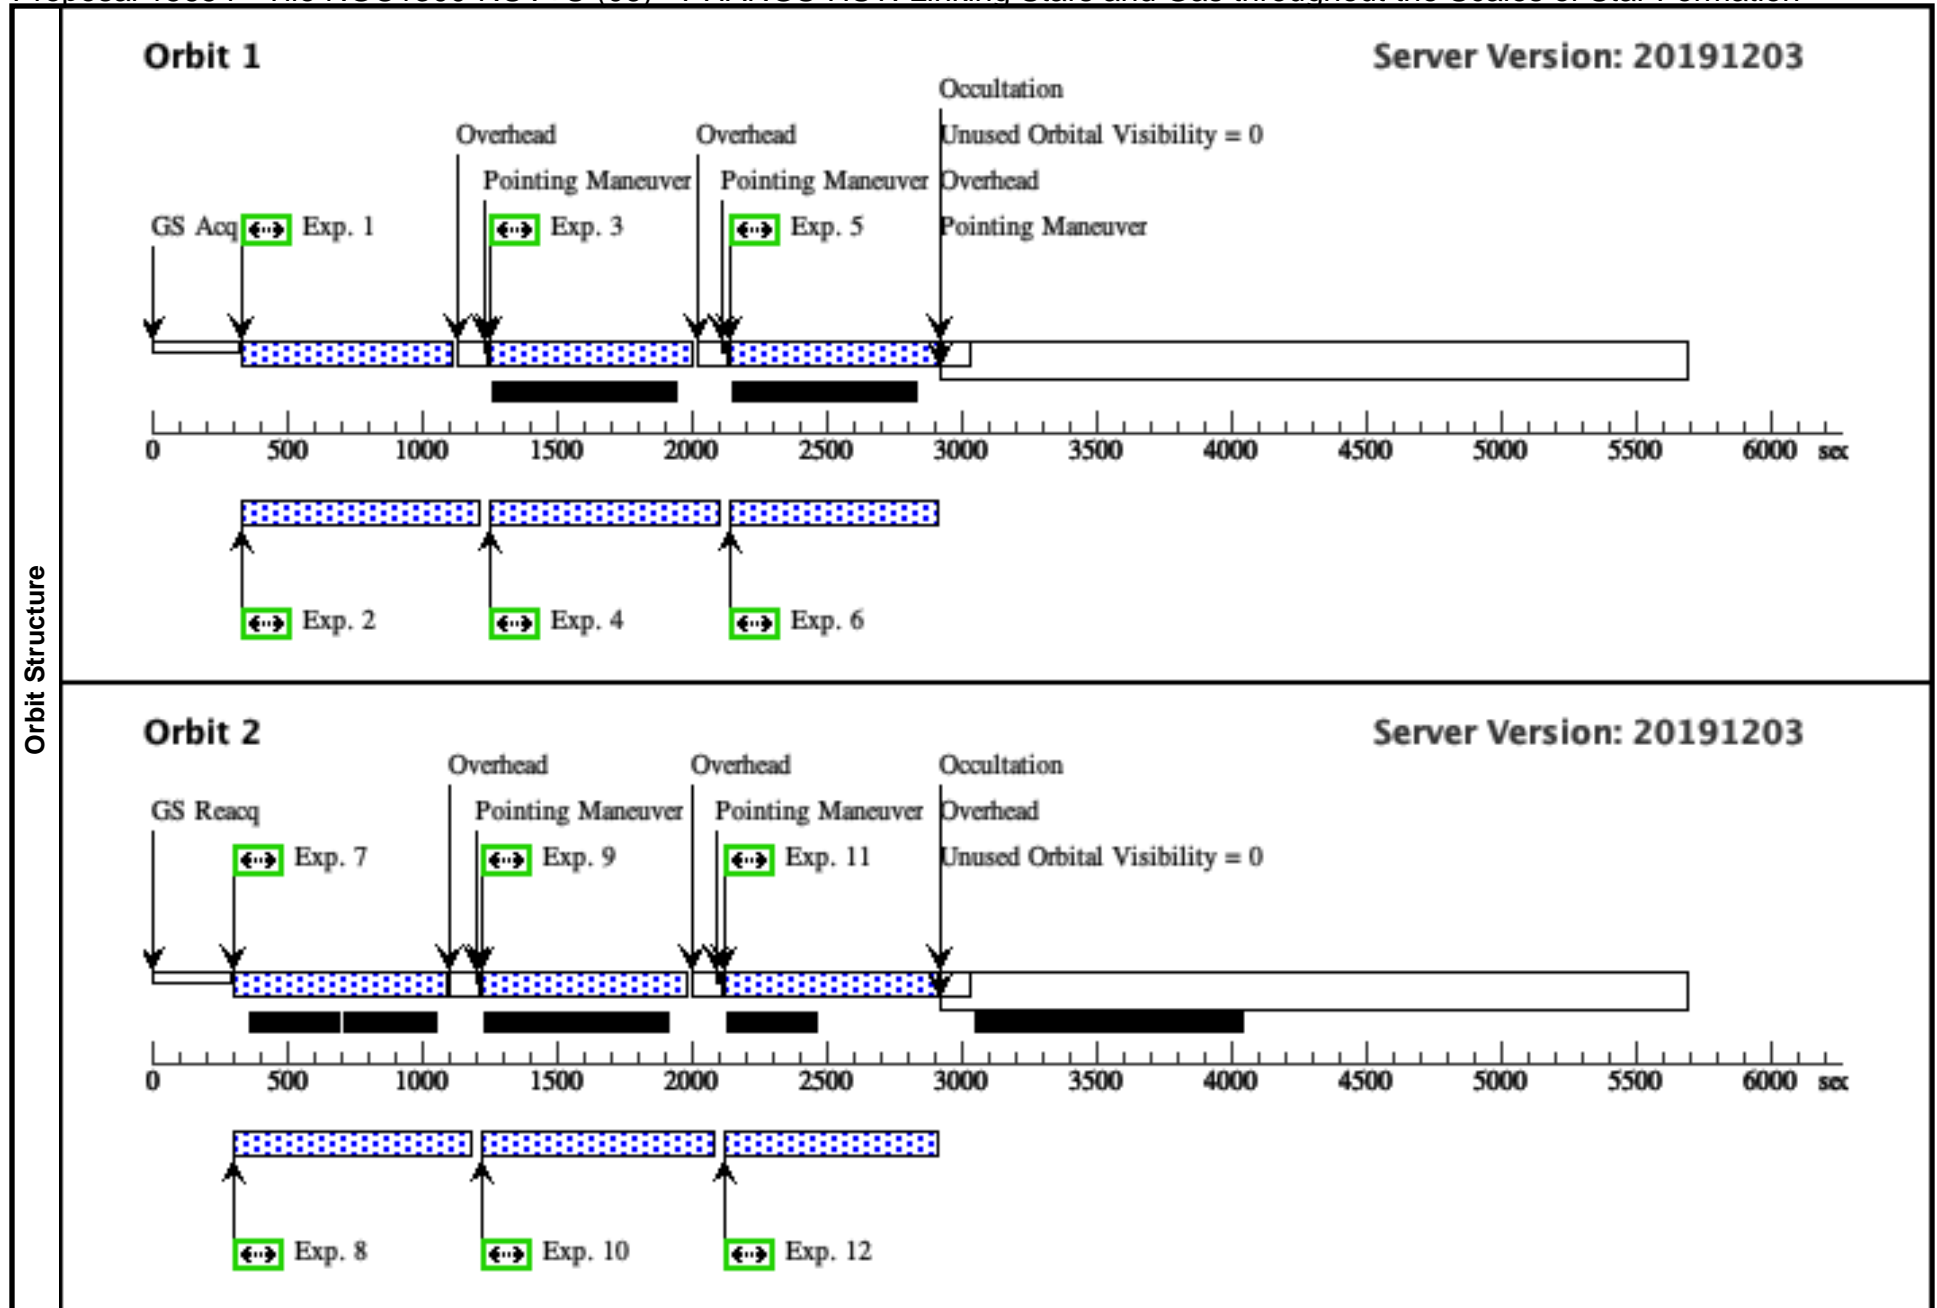 Orbit Structure
Orbit 1
Server Version: 20191203
Occultation
Overhead
Overhead
Unused Orbital Visibility = 0
Pointing Maneuver
Pointing Maneuver
Overhead
GS Acq
Exp. 1
Exp. 3
Exp. 5
Pointing Maneuver
0 500 1000 1500 2000 2500 3000 3500 4000 4500 5000 5500 6000 sec
Exp. 2
Exp. 4
Exp. 6
Orbit 2
Server Version: 20191203
Overhead
Overhead
Occultation
GS Reacq
Pointing Maneuver
Pointing Maneuver
Overhead
Exp. 7
Exp. 9
Exp. 11
Unused Orbital Visibility = 0
0 500 1000 1500 2000 2500 3000 3500 4000 4500 5000 5500 6000 sec
Exp. 8
Exp. 10
Exp. 12